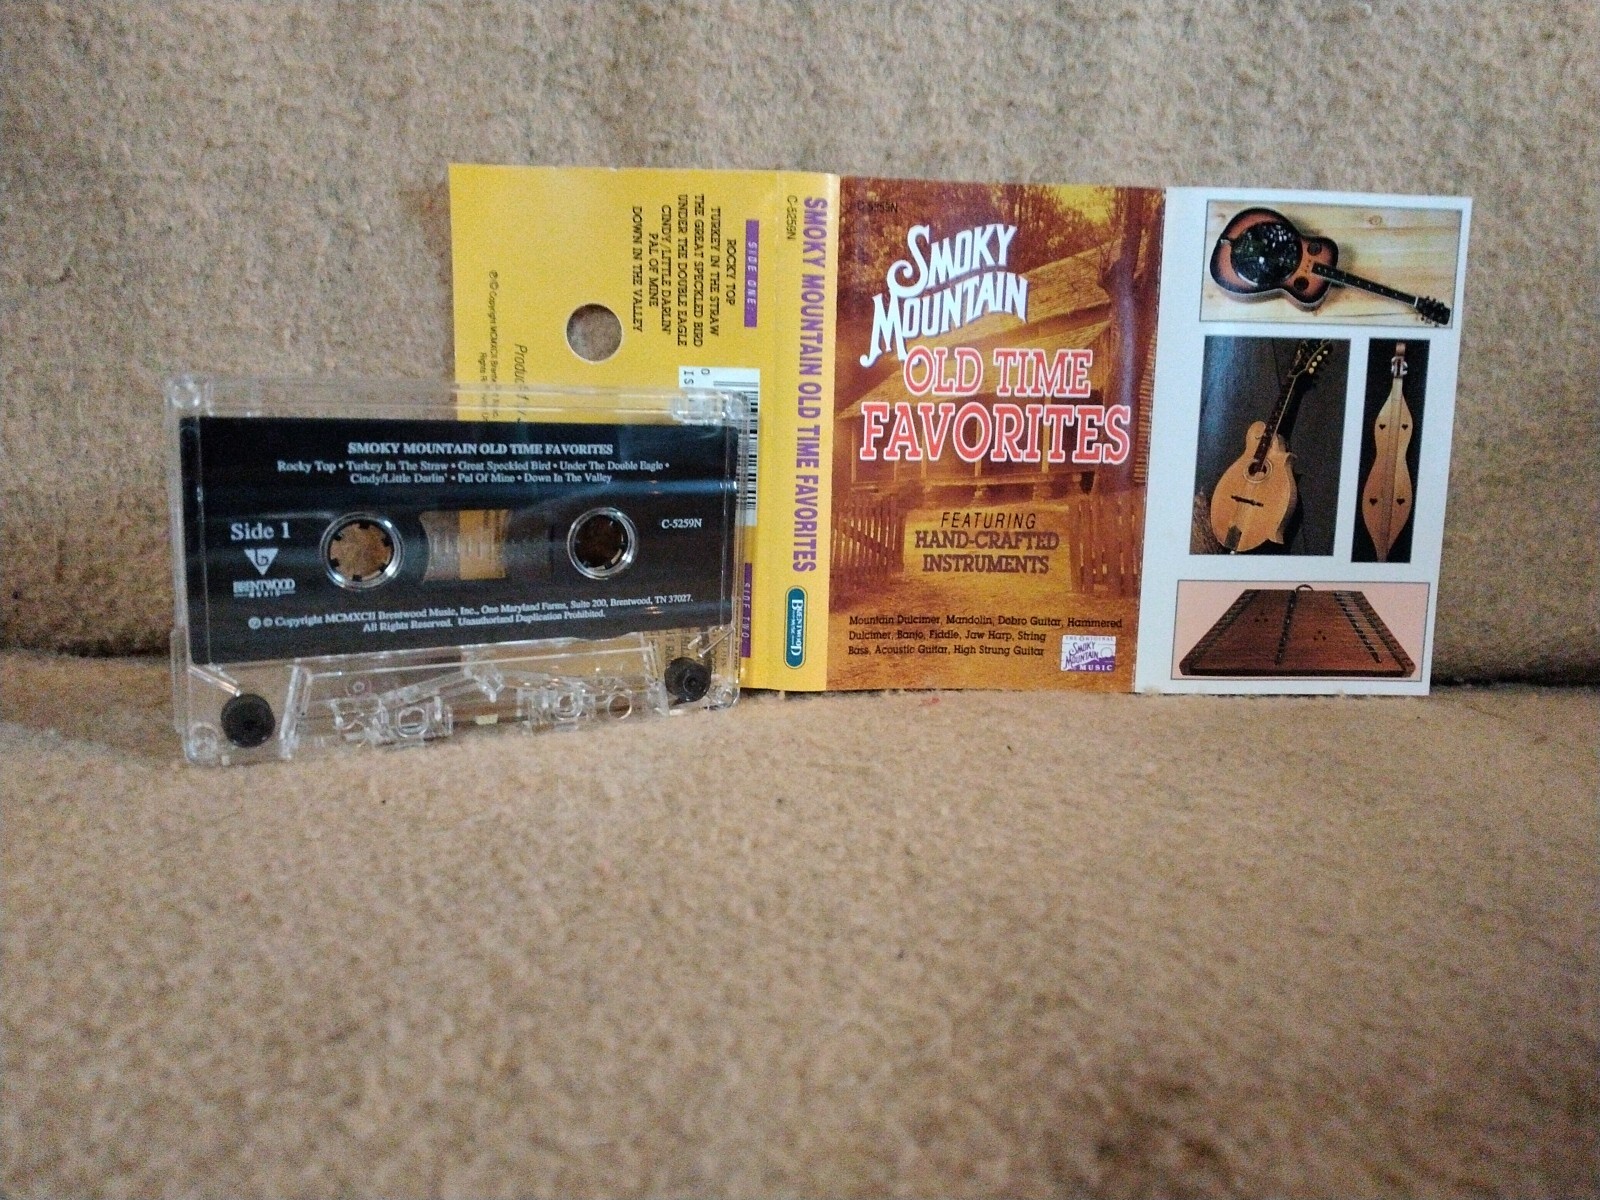 SIDE ONE:
ROCKY TOP
TURKEY IN THE STRAW
THE GREAT SPECKLED BIRD
UNDER THE DOUBLE EAGLE
CINDY/LITTLE DARLIN'
PAL OF MINE
DOWN IN THE VALLEY
SIDE TWO:
C-5259N
SMOKY MOUNTAIN OLD TIME FAVORITES
BRENTWOOD
MUSIC
C-5259N
SMOKY
MOUNTAIN
OLD TIME
FAVORITES
FEATURING
HAND-CRAFTED
INSTRUMENTS
Mountain Dulcimer, Mandolin, Dobro Guitar, Hammered
Dulcimer, Banjo, Fiddle, Jaw Harp, String
Bass, Acoustic Guitar, High Strung Guitar
THE ORIGINAL
SMOKY
MOUNTAIN
MUSIC
SMOKY MOUNTAIN OLD TIME FAVORITES
Rocky Top • Turkey In The Straw • Great Speckled Bird • Under The Double Eagle •
Cindy/Little Darlin' • Pal Of Mine • Down In The Valley
Side 1
C-5259N
BRENTWOOD
MUSIC
℗ © Copyright MCMXCII Brentwood Music, Inc., One Maryland Farms, Suite 200, Brentwood, TN 37027.
All Rights Reserved. Unauthorized Duplication Prohibited.